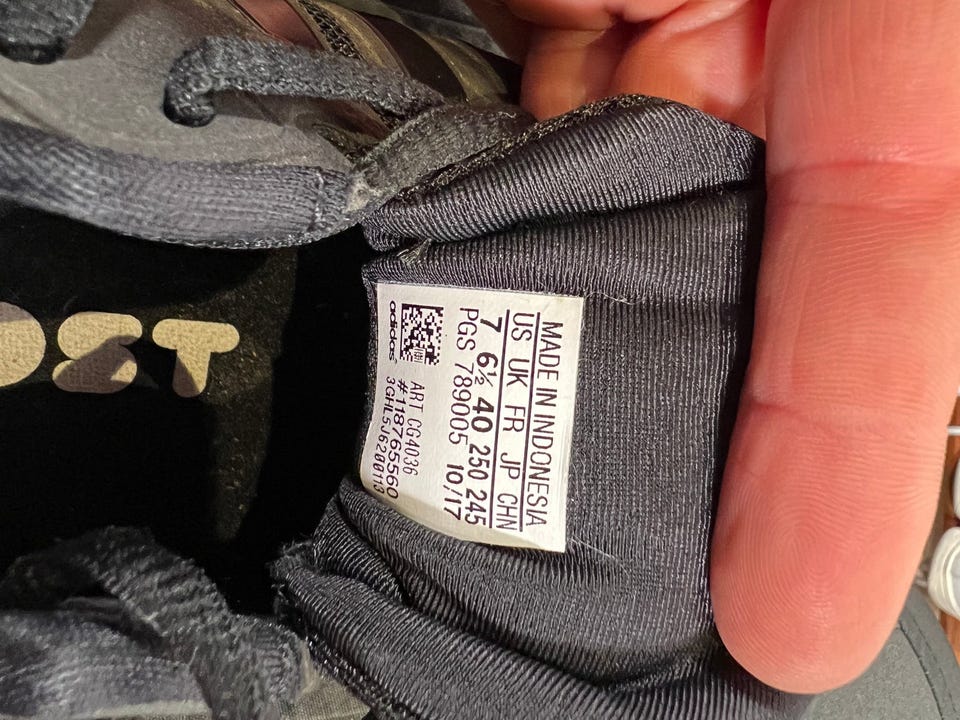 MADE IN INDONESIA
US UK FR JP CHN
7 6½ 40 250 245
PGS 789005 10/17
ART CG4036
#118765560
3GHL5J6200113
adidas
OST